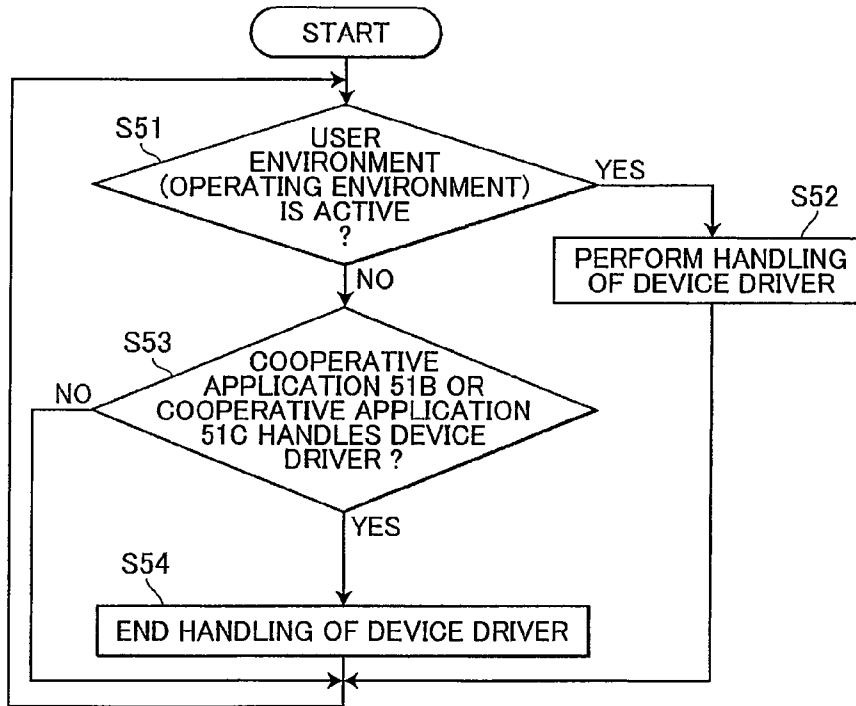 START
S51
USER
ENVIRONMENT
(OPERATING ENVIRONMENT)
IS ACTIVE
?
YES
S52
PERFORM HANDLING
OF DEVICE DRIVER
NO
S53
COOPERATIVE
APPLICATION 51B OR
COOPERATIVE APPLICATION
51C HANDLES DEVICE
DRIVER ?
NO
YES
S54
END HANDLING OF DEVICE DRIVER